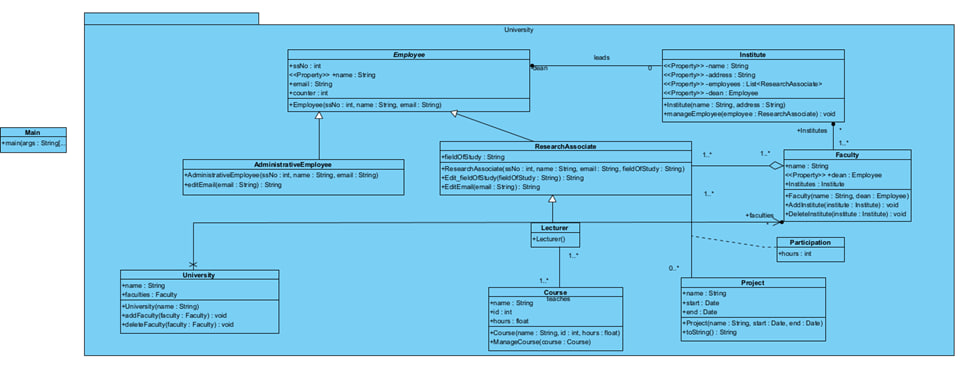 University
Employee
+ssNo : int
<<Property>> +name : String
+email : String
+counter : int
+Employee(ssNo : int, name : String, email : String)
dean
leads
0
Institute
<<Property>> -name : String
<<Property>> -address : String
<<Property>> -employees : List<ResearchAssociate>
<<Property>> -dean : Employee
+Institute(name : String, address : String)
+manageEmployee(employee : ResearchAssociate) : void
Main
+main(args : String[...
+Institutes
*
1..*
AdministrativeEmployee
+AdministrativeEmployee(ssNo : int, name : String, email : String)
+editEmail(email : String) : String
ResearchAssociate
+fieldOfStudy : String
+ResearchAssociate(ssNo : int, name : String, email : String, fieldOfStudy : String)
+Edit_fieldOfStudy(fieldOfStudy : String) : String
+EditEmail(email : String) : String
1..*
1..*
1..*
Faculty
+name : String
<<Property>> +dean : Employee
+Institutes : Institute
+Faculty(name : String, dean : Employee)
+AddInstitute(institute : Institute) : void
+DeleteInstitute(institute : Institute) : void
+faculties
*
Lecturer
+Lecturer()
1..*
Participation
+hours : int
University
+name : String
+faculties : Faculty
+University(name : String)
+addFaculty(faculty : Faculty) : void
+deleteFaculty(faculty : Faculty) : void
1..*
Course
teaches
+name : String
+id : int
+hours : float
+Course(name : String, id : int, hours : float)
+ManageCourse(course : Course)
0..*
Project
+name : String
+start : Date
+end : Date
+Project(name : String, start : Date, end : Date)
+toString() : String